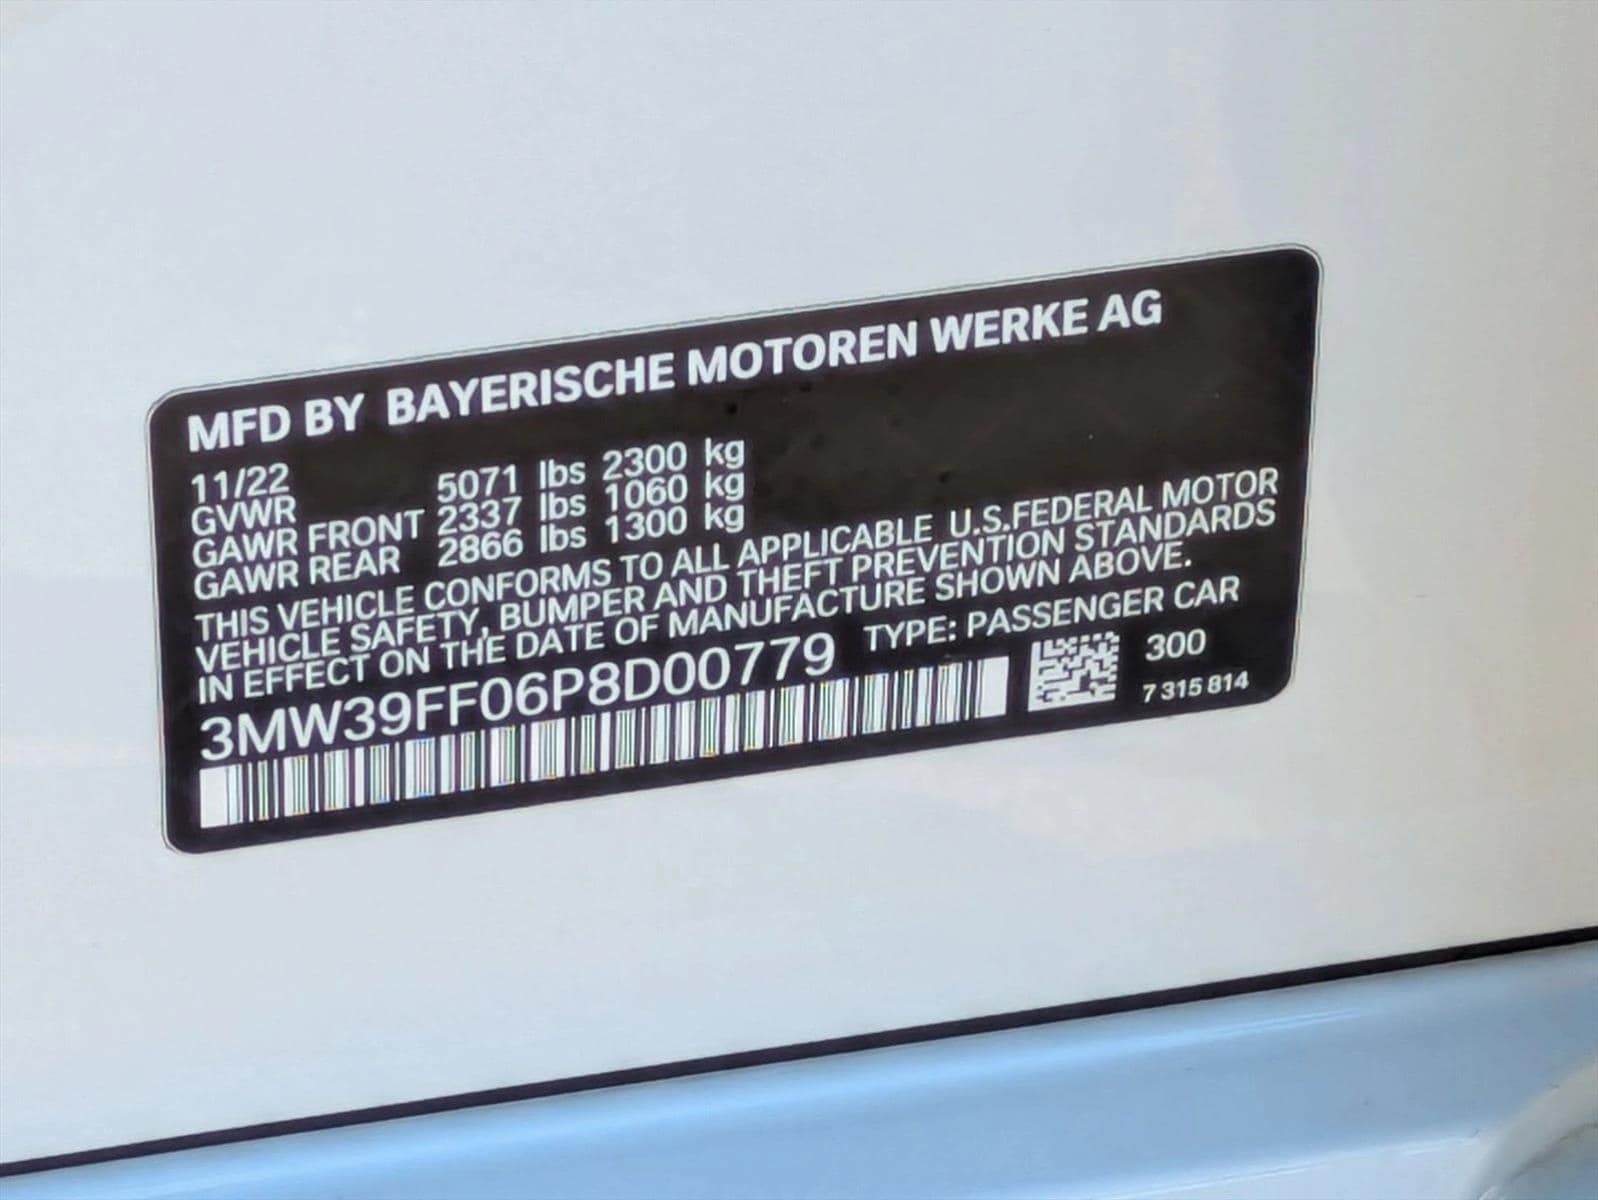 MFD BY BAYERISCHE MOTOREN WERKE AG
11/22
GVWR 5071 lbs 2300 kg
GAWR FRONT 2337 lbs 1060 kg
GAWR REAR 2866 lbs 1300 kg
THIS VEHICLE CONFORMS TO ALL APPLICABLE U.S.FEDERAL MOTOR
VEHICLE SAFETY, BUMPER AND THEFT PREVENTION STANDARDS
IN EFFECT ON THE DATE OF MANUFACTURE SHOWN ABOVE.
3MW39FF06P8D00779 TYPE: PASSENGER CAR
300
7 315 814